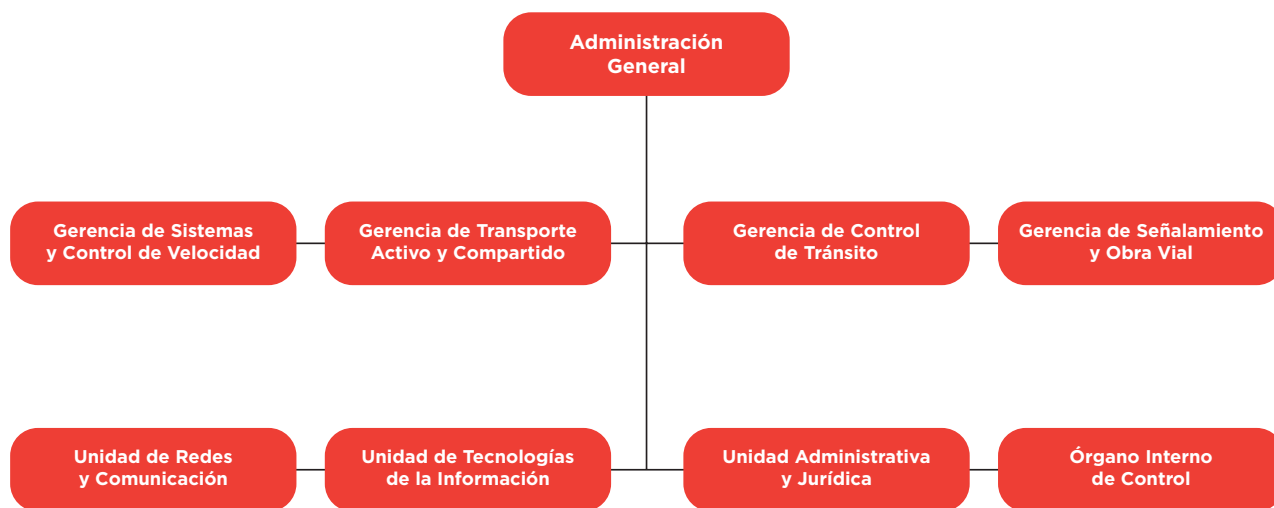 Administración
General
Gerencia de Sistemas
y Control de Velocidad
Gerencia de Transporte
Activo y Compartido
Gerencia de Control
de Tránsito
Gerencia de Señalamiento
y Obra Vial
Unidad de Redes
y Comunicación
Unidad de Tecnologías
de la Información
Unidad Administrativa
y Jurídica
Órgano Interno
de Control